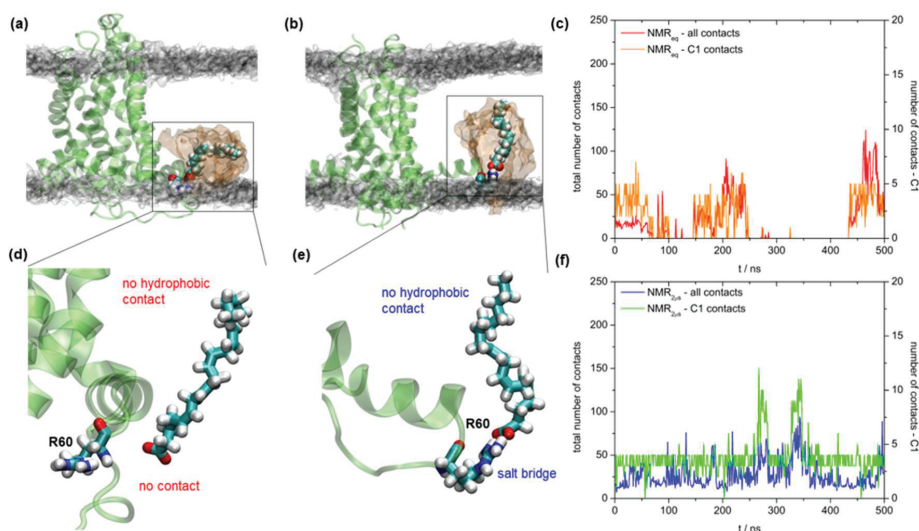 (a)
(b)
(c)
250
200
150
100
50
0
total number of contacts
NMReq - all contacts
NMReq - C1 contacts
20
15
10
5
0
number of contacts - C1
0 100 200 300 400 500
t / ns
(d)
no hydrophobic
contact
R60
no contact
(e)
no hydrophobic
contact
R60
salt bridge
(f)
250
200
150
100
50
0
total number of contacts
NMR2μs - all contacts
NMR2μs - C1 contacts
20
15
10
5
0
number of contacts - C1
0 100 200 300 400 500
t / ns